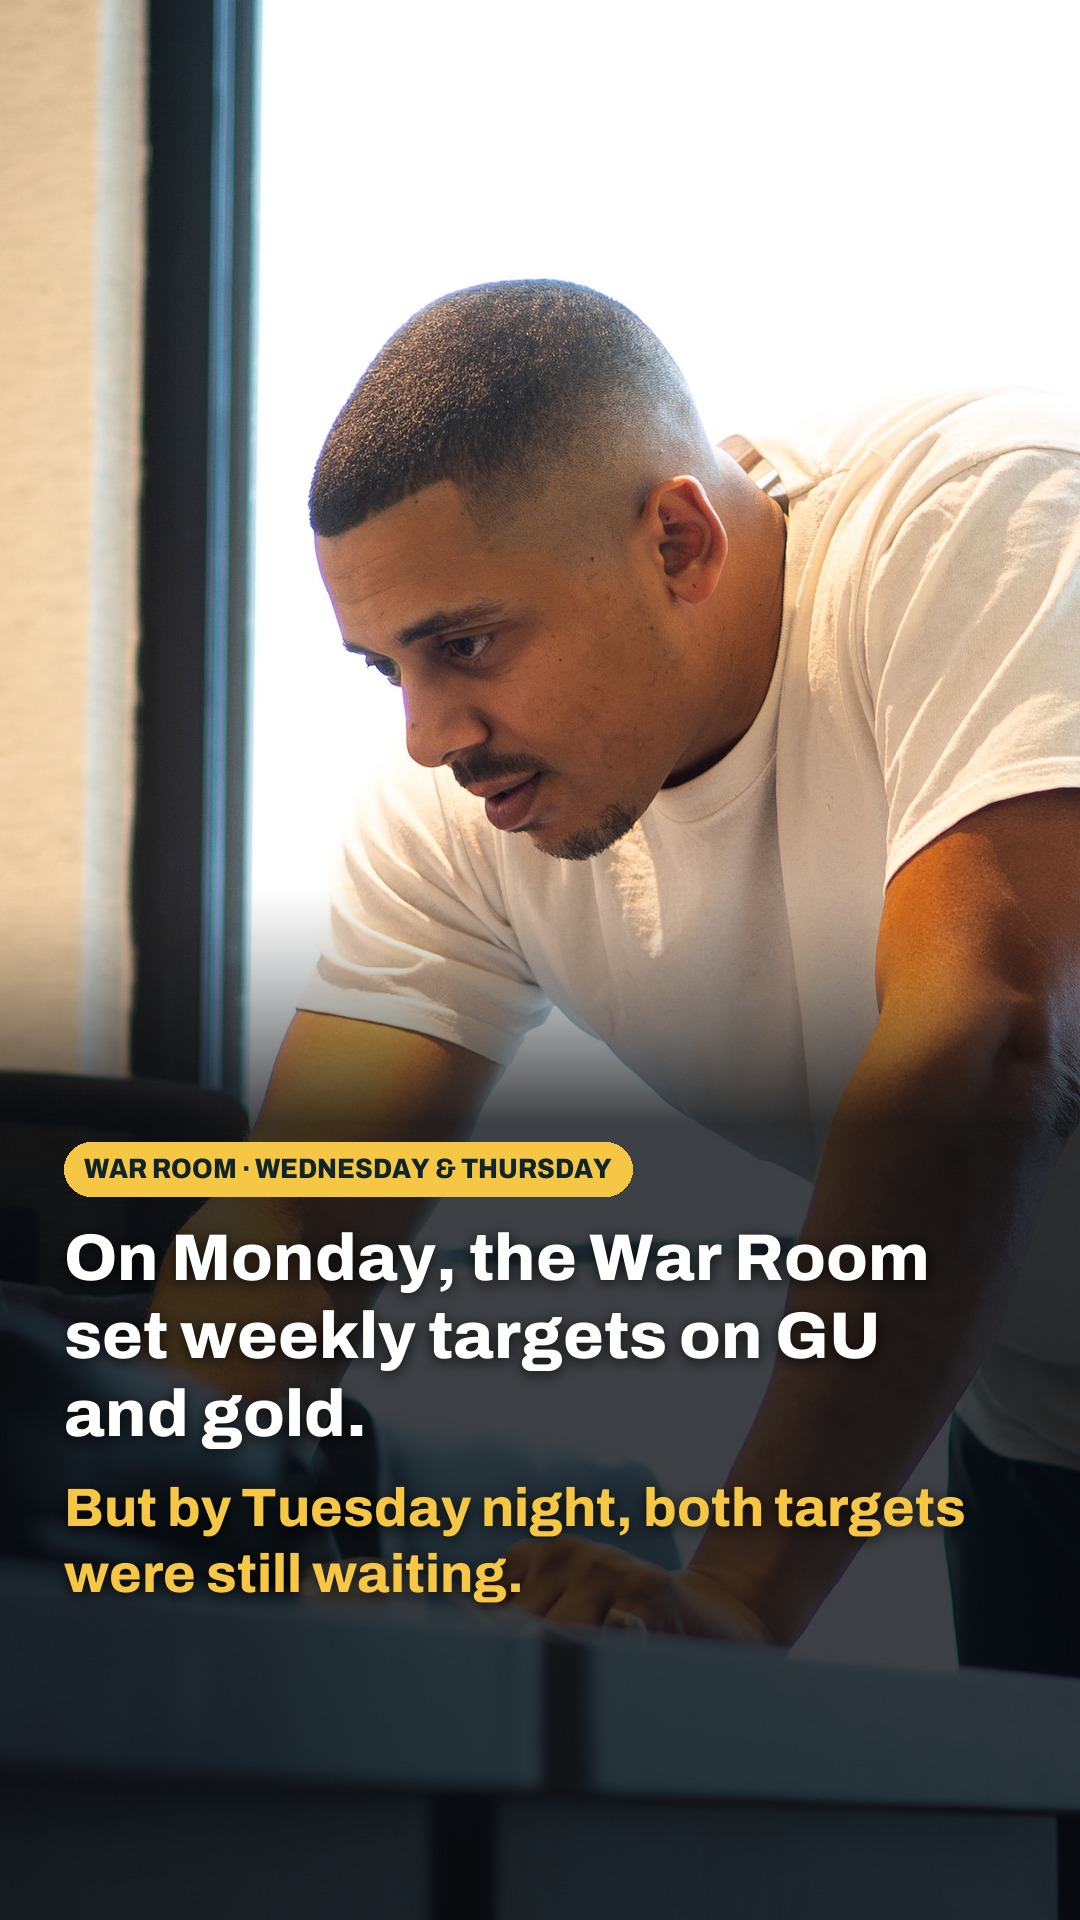 WAR ROOM · WEDNESDAY & THURSDAY
On Monday, the War Room
set weekly targets on GU
and gold.
But by Tuesday night, both targets
were still waiting.